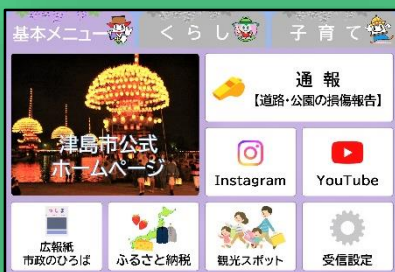 基本メニュー
くらし
子育て
津島市公式
ホームページ
通報
【道路・公園の損傷報告】
Instagram
YouTube
広報紙
市政のひろば
ふるさと納税
観光スポット
受信設定